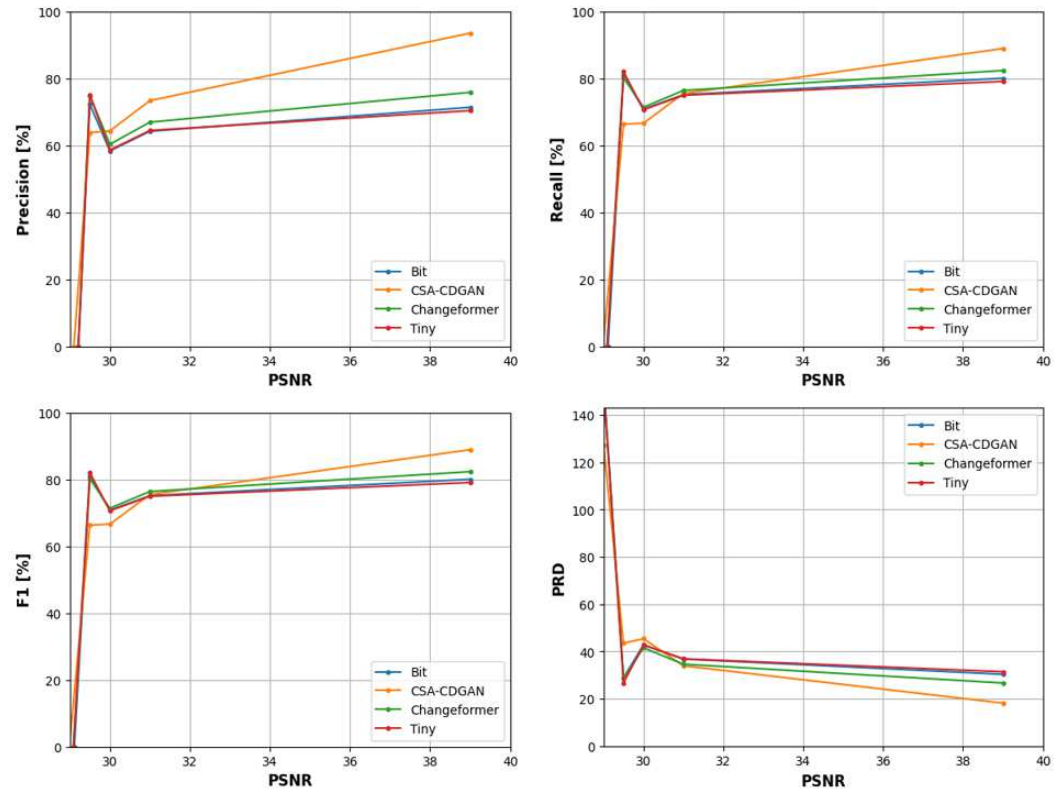 100
80
60
40
20
0
Precision [%]
30 32 34 36 38 40
PSNR
Bit
CSA-CDGAN
Changeformer
Tiny
100
80
60
40
20
0
Recall [%]
30 32 34 36 38 40
PSNR
Bit
CSA-CDGAN
Changeformer
Tiny
100
80
60
40
20
0
F1 [%]
30 32 34 36 38 40
PSNR
Bit
CSA-CDGAN
Changeformer
Tiny
140
120
100
80
60
40
20
0
PRD
30 32 34 36 38 40
PSNR
Bit
CSA-CDGAN
Changeformer
Tiny